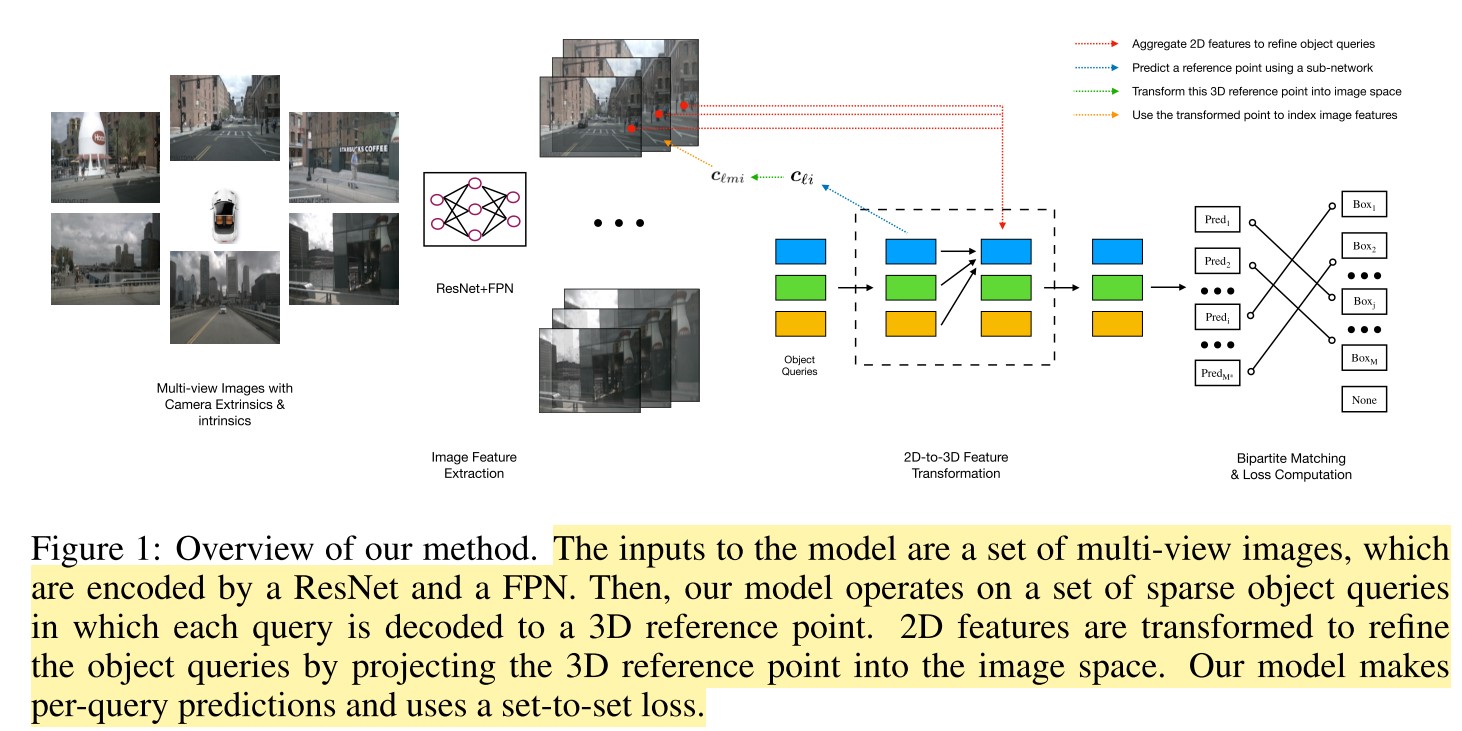 Aggregate 2D features to refine object queries
Predict a reference point using a sub-network
Transform this 3D reference point into image space
Use the transformed point to index image features
STARBUCKS COFFEE
c_{ℓmi}
c_{ℓi}
ResNet+FPN
Object
Queries
Pred_1
Pred_2
Pred_i
Pred_{M*}
Box_1
Box_2
Box_j
Box_M
None
Multi-view Images with
Camera Extrinsics &
intrinsics
Image Feature
Extraction
2D-to-3D Feature
Transformation
Bipartite Matching
& Loss Computation
Figure 1: Overview of our method. The inputs to the model are a set of multi-view images, which
are encoded by a ResNet and a FPN. Then, our model operates on a set of sparse object queries
in which each query is decoded to a 3D reference point. 2D features are transformed to refine
the object queries by projecting the 3D reference point into the image space. Our model makes
per-query predictions and uses a set-to-set loss.